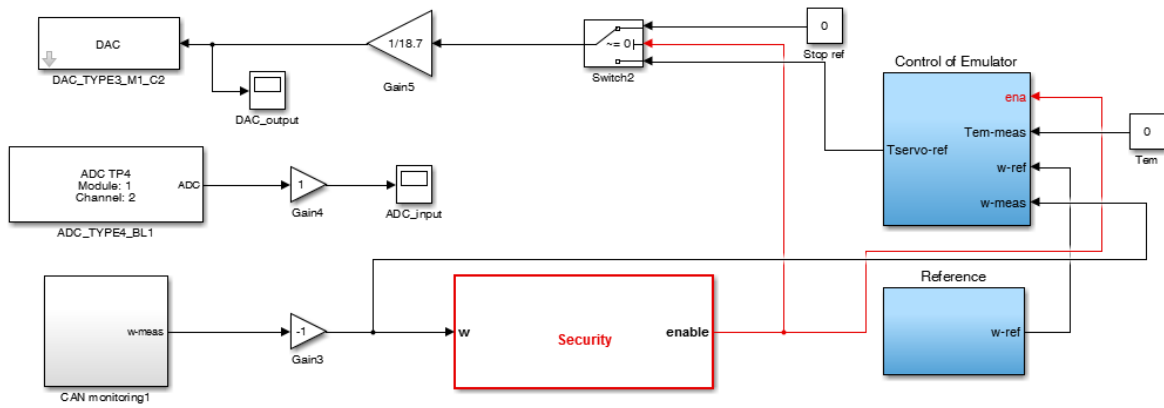 DAC
DAC_TYPE3_M1_C2
DAC_output
1/18.7
Gain5
~= 0
Switch2
0
Stop ref
Control of Emulator
ena
Tem-meas
Tservo-ref
w-ref
w-meas
0
Tem
ADC TP4
Module: 1
Channel: 2
ADC
ADC_TYPE4_BL1
1
Gain4
ADC_input
w-meas
CAN monitoring1
-1
Gain3
w
Security
enable
Reference
w-ref